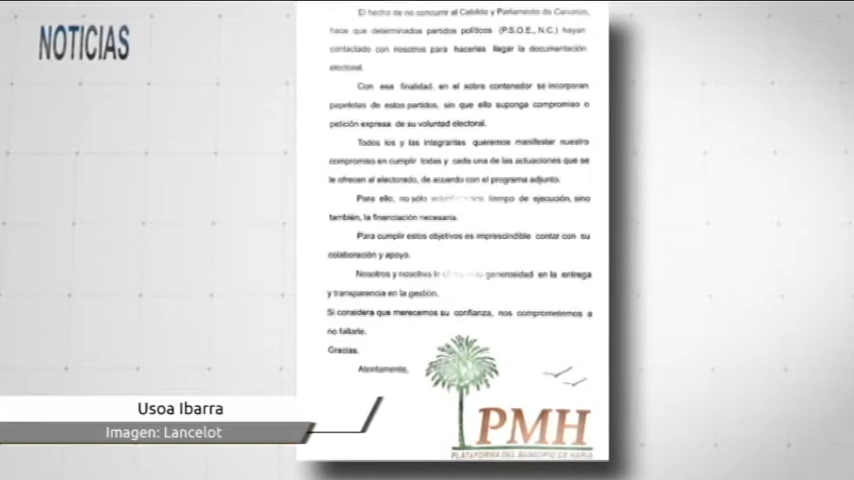 NOTICIAS
El hecho de no concurrir al Cabildo y Parlamento de Canarias,
hace que determinados partidos políticos (P.S.O.E., N.C.) hayan
contactado con nosotros para hacerles llegar la documentación
electoral.
Con esa finalidad, en el sobre contenedor se incorporan
papeletas de estos partidos, sin que ello suponga compromiso o
petición expresa de su voluntad electoral.
Todos los y las integrantes queremos manifestar nuestro
compromiso en cumplir todas y cada una de las actuaciones que se
le ofrecen al electorado, de acuerdo con el programa adjunto.
Para ello, no sólo tiempo de ejecución, sino
también, la financiación necesaria.
Para cumplir estos objetivos es imprescindible contar con su
colaboración y apoyo.
Nosotros y nosotras generosidad en la entrega
y transparencia en la gestión.
Si considera que merecemos su confianza, nos comprometemos a
no fallarle.
Gracias.
Atentamente,
PMH
PLATAFORMA DEL MUNICIPIO DE HARIA
Usoa Ibarra
Imagen: Lancelot